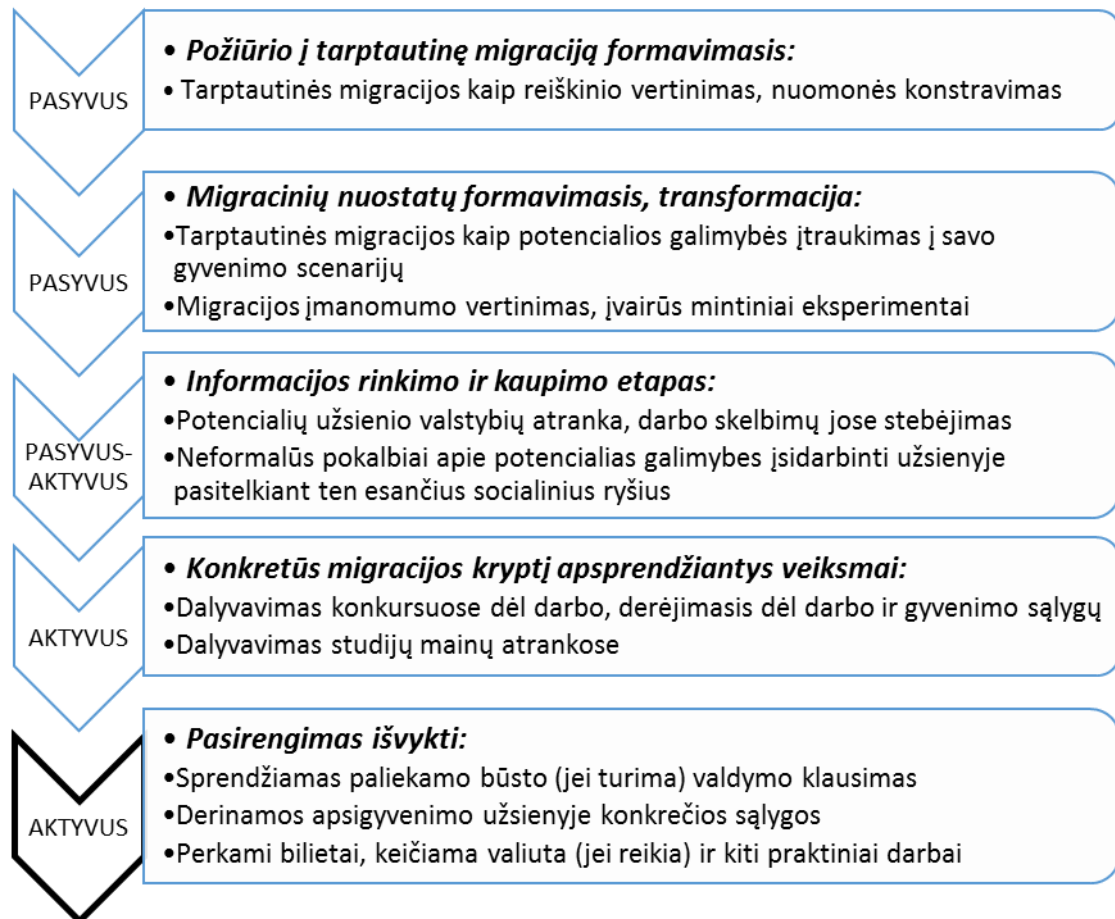 • Požiūrio į tarptautinę migraciją formavimasis:
• Tarptautinės migracijos kaip reiškinio vertinimas, nuomonės konstravimas
PASYVUS
• Migracinių nuostatų formavimasis, transformacija:
•Tarptautinės migracijos kaip potencialios galimybės įtraukimas į savo
gyvenimo scenarijų
•Migracijos įmanomumo vertinimas, įvairūs mintiniai eksperimentai
PASYVUS
• Informacijos rinkimo ir kaupimo etapas:
•Potencialių užsienio valstybių atranka, darbo skelbimų jose stebėjimas
•Neformalūs pokalbiai apie potencialias galimybes įsidarbinti užsienyje
pasitelkiant ten esančius socialinius ryšius
PASYVUS-
AKTYVUS
• Konkretūs migracijos kryptį apsprendžiantys veiksmai:
•Dalyvavimas konkursuose dėl darbo, derėjimasis dėl darbo ir gyvenimo sąlygų
•Dalyvavimas studijų mainų atrankose
AKTYVUS
• Pasirengimas išvykti:
•Sprendžiamas paliekamo būsto (jei turima) valdymo klausimas
•Derinamos apsigyvenimo užsienyje konkrečios sąlygos
•Perkami bilietai, keičiama valiuta (jei reikia) ir kiti praktiniai darbai
AKTYVUS